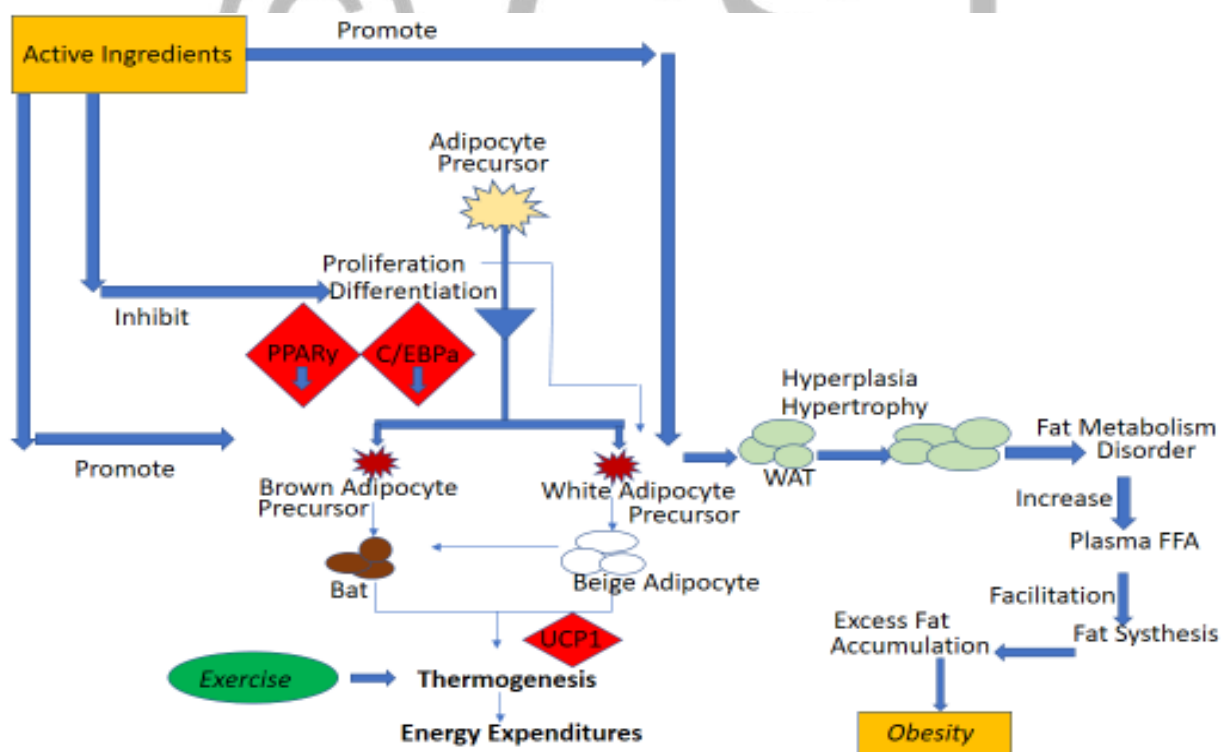 Promote
Active Ingredients
Adipocyte
Precursor
Proliferation
Differentiation
Inhibit
PPARy
C/EBPa
Hyperplasia
Hypertrophy
Fat Metabolism
Disorder
Promote
WAT
Brown Adipocyte
Precursor
White Adipocyte
Precursor
Increase
Plasma FFA
Bat
Beige Adipocyte
Facilitation
Excess Fat
Accumulation
Fat Systhesis
UCP1
Exercise
Thermogenesis
Energy Expenditures
Obesity